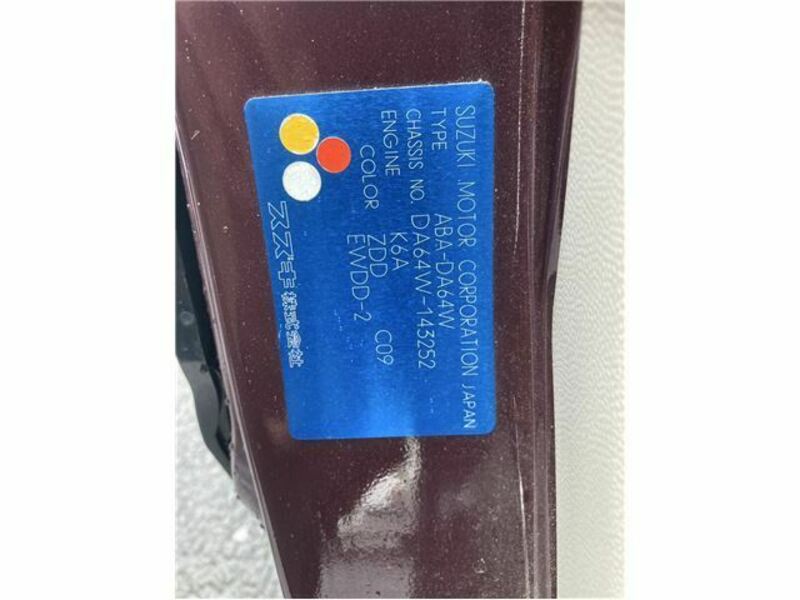 SUZUKI MOTOR CORPORATION JAPAN
TYPE ABA-DA64W
CHASSIS NO. DA64W-143252
ENGINE K6A
COLOR ZDD C09
EWDD-2
スズキ株式会社